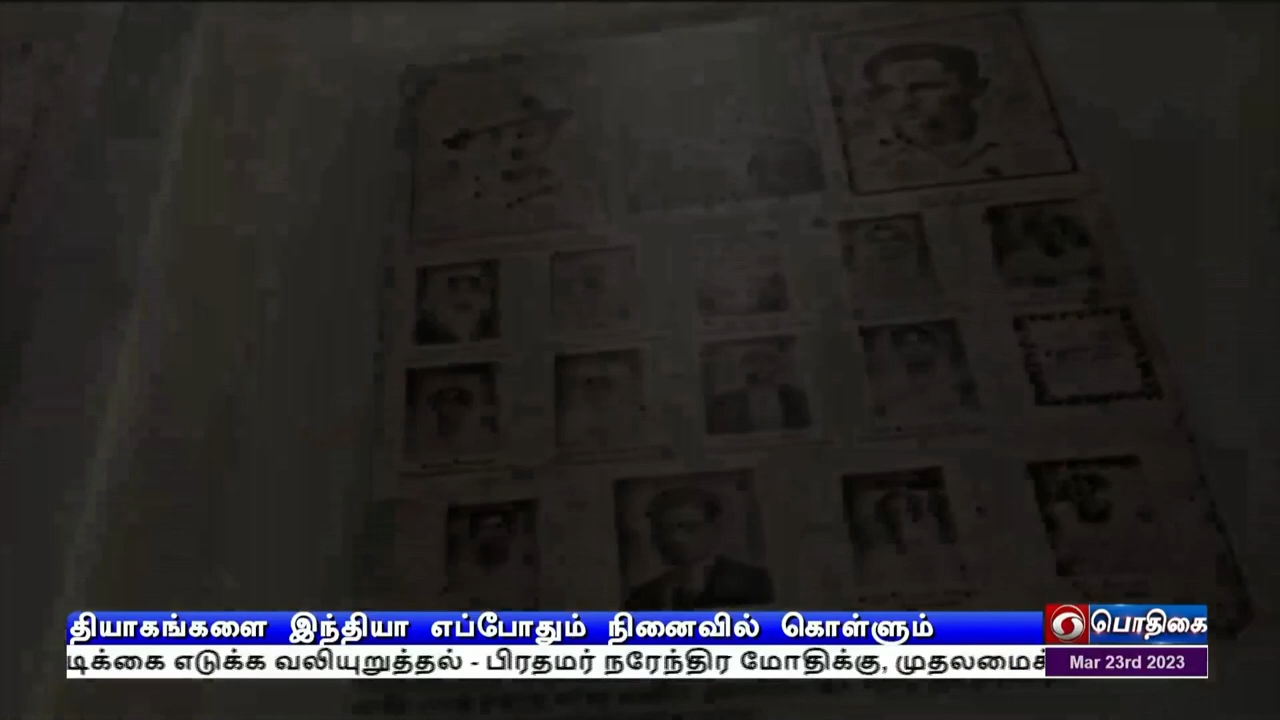 தியாகங்களை இந்தியா எப்போதும் நினைவில் கொள்ளும்
பொதிகை
டிக்கை எடுக்க வலியுறுத்தல் - பிரதமர் நரேந்திர மோதிக்கு, முதலமைச்
Mar 23rd 2023